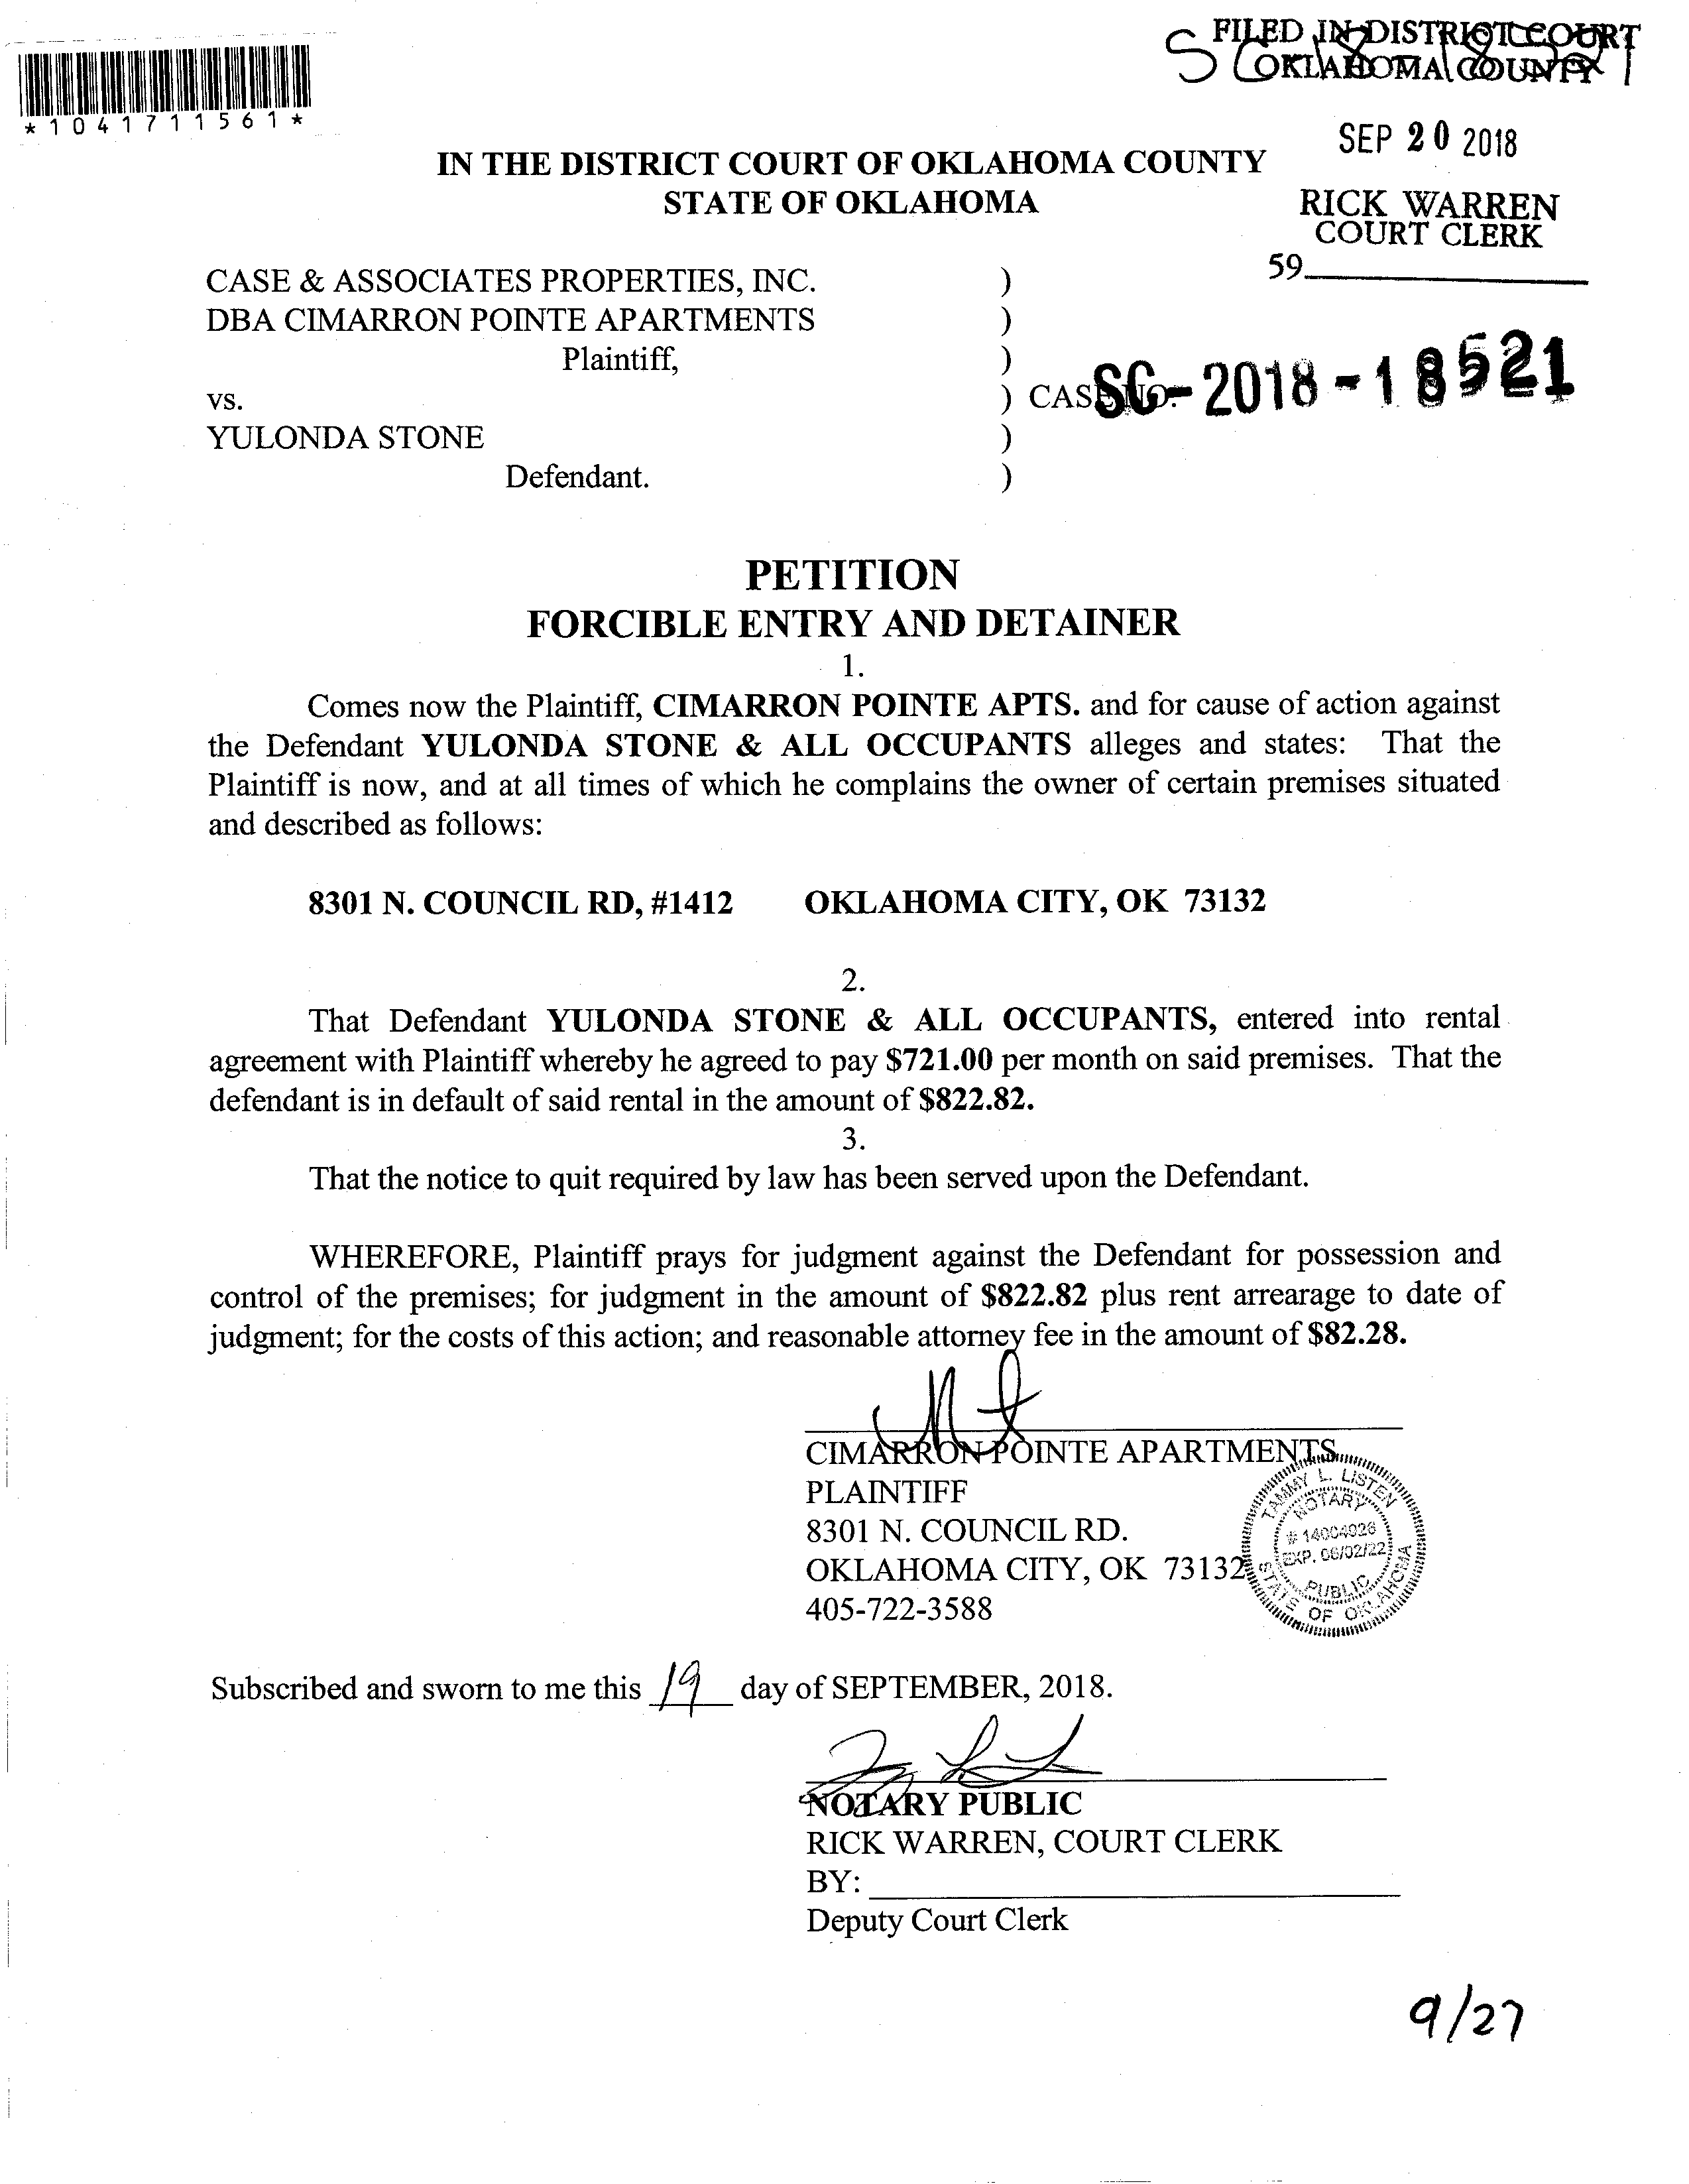 *1041711561*
FILED IN DISTRICT COURT
OKLAHOMA COUNTY
SC 18 18521
SEP 20 2018
RICK WARREN
COURT CLERK
59
IN THE DISTRICT COURT OF OKLAHOMA COUNTY
STATE OF OKLAHOMA
CASE & ASSOCIATES PROPERTIES, INC. )
DBA CIMARRON POINTE APARTMENTS )
Plaintiff, )
vs. ) CASE NO. SC-2018-18521
YULONDA STONE )
Defendant. )
PETITION
FORCIBLE ENTRY AND DETAINER
1.
Comes now the Plaintiff, CIMARRON POINTE APTS. and for cause of action against
the Defendant YULONDA STONE & ALL OCCUPANTS alleges and states: That the
Plaintiff is now, and at all times of which he complains the owner of certain premises situated
and described as follows:
8301 N. COUNCIL RD, #1412 OKLAHOMA CITY, OK 73132
2.
That Defendant YULONDA STONE & ALL OCCUPANTS, entered into rental
agreement with Plaintiff whereby he agreed to pay $721.00 per month on said premises. That the
defendant is in default of said rental in the amount of $822.82.
3.
That the notice to quit required by law has been served upon the Defendant.
WHEREFORE, Plaintiff prays for judgment against the Defendant for possession and
control of the premises; for judgment in the amount of $822.82 plus rent arrearage to date of
judgment; for the costs of this action; and reasonable attorney fee in the amount of $82.28.
CIMARRON POINTE APARTMENTS
PLAINTIFF
8301 N. COUNCIL RD.
OKLAHOMA CITY, OK 73132
405-722-3588
TAMMY L. LISTEN
NOTARY
# 14004026
EXP. 06/02/22
PUBLIC
STATE OF OKLAHOMA
Subscribed and sworn to me this 19 day of SEPTEMBER, 2018.
NOTARY PUBLIC
RICK WARREN, COURT CLERK
BY:
Deputy Court Clerk
9/27